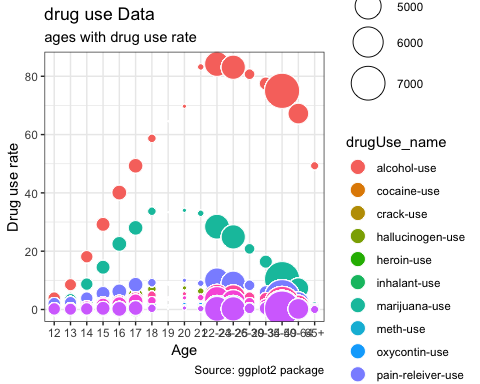 drug use Data
ages with drug use rate
Drug use rate
80
60
40
20
0
12 13 14 15 16 17 18 19 20 21
65+
Age
Source: ggplot2 package
5000
6000
7000
drugUse_name
alcohol-use
cocaine-use
crack-use
hallucinogen-use
heroin-use
inhalant-use
marijuana-use
meth-use
oxycontin-use
pain-releiver-use